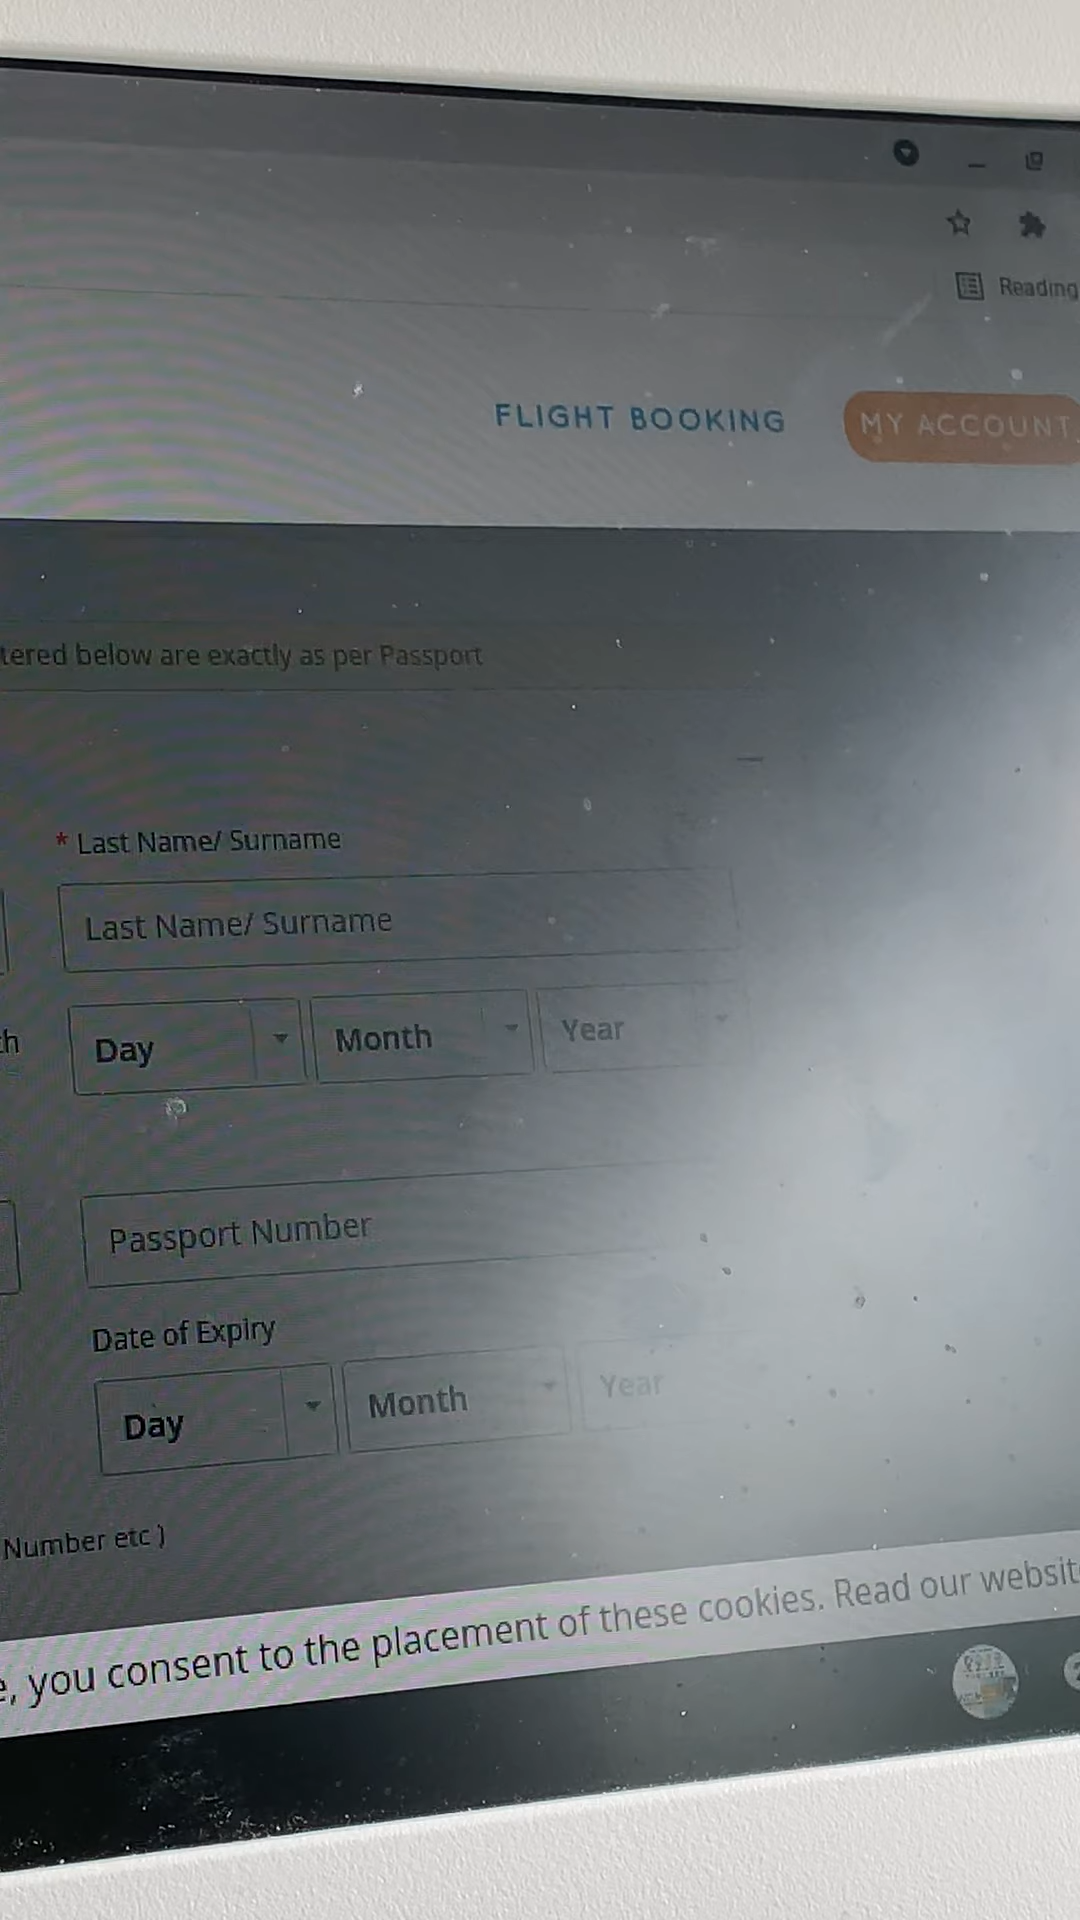 Reading
FLIGHT BOOKING
MY ACCOUNT
tered below are exactly as per Passport
* Last Name/ Surname
Last Name/ Surname
th
Day
Month
Year
Passport Number
Date of Expiry
Day
Month
Year
Number etc )
e, you consent to the placement of these cookies. Read our websit